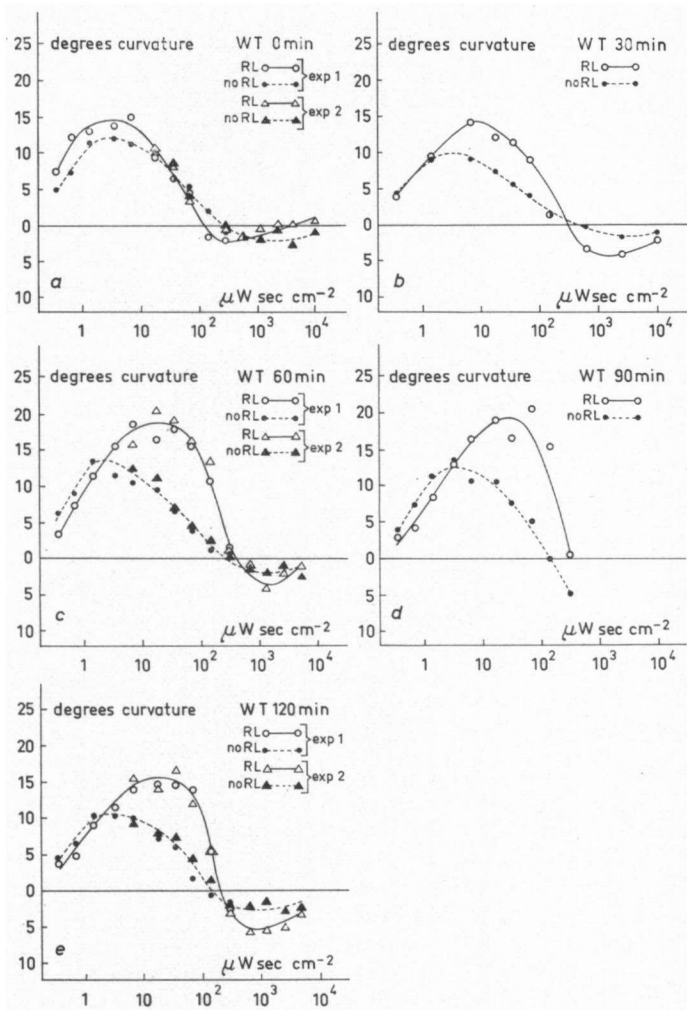 degrees curvature WT 0min
RL
noRL
exp 1
RL
noRL
exp 2
25
20
15
10
5
0
5
10
a
μW sec cm-2
1 10 10² 10³ 10⁴
degrees curvature WT 30min
RL
noRL
25
20
15
10
5
0
5
10
b
μW sec cm-2
1 10 10² 10³ 10⁴
degrees curvature WT 60min
RL
noRL
exp 1
RL
noRL
exp 2
25
20
15
10
5
0
5
10
c
μW sec cm-2
1 10 10² 10³ 10⁴
degrees curvature WT 90min
RL
noRL
25
20
15
10
5
0
5
10
d
μW sec cm-2
1 10 10² 10³ 10⁴
degrees curvature WT 120min
RL
noRL
exp 1
RL
noRL
exp 2
25
20
15
10
5
0
5
10
e
μW sec cm-2
1 10 10² 10³ 10⁴